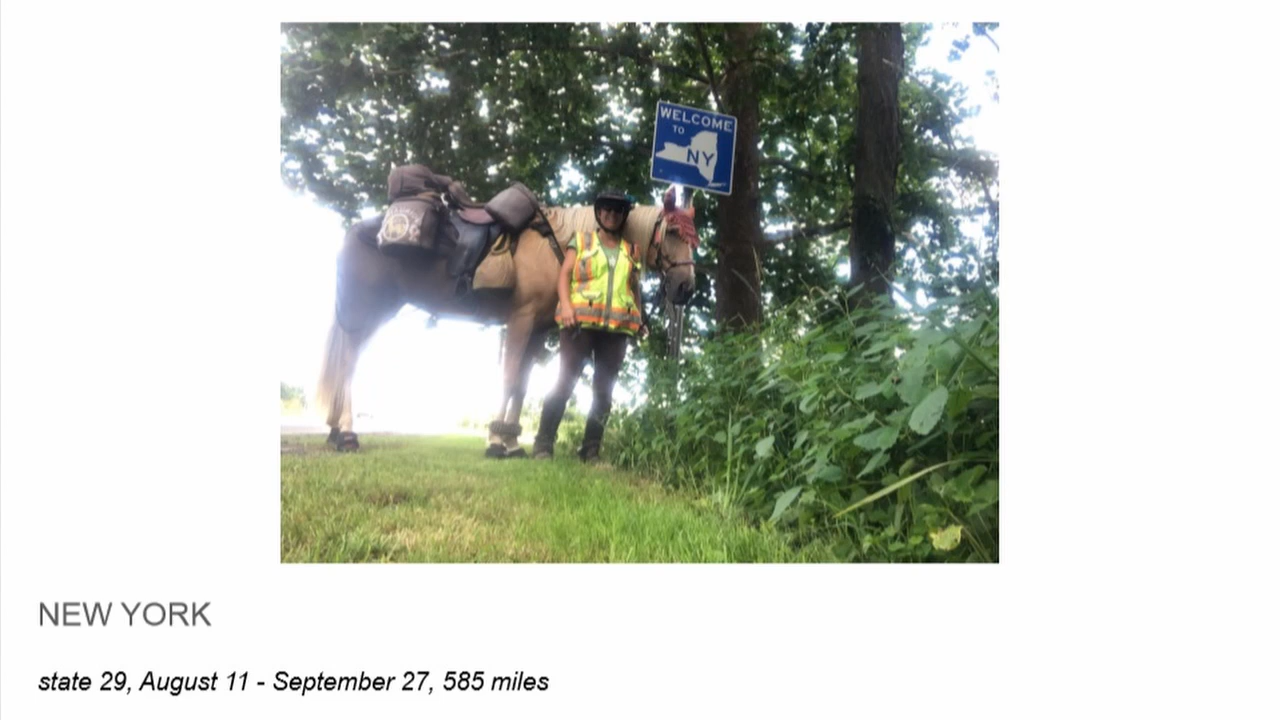 WELCOME
TO
NY
NEW YORK
state 29, August 11 - September 27, 585 miles